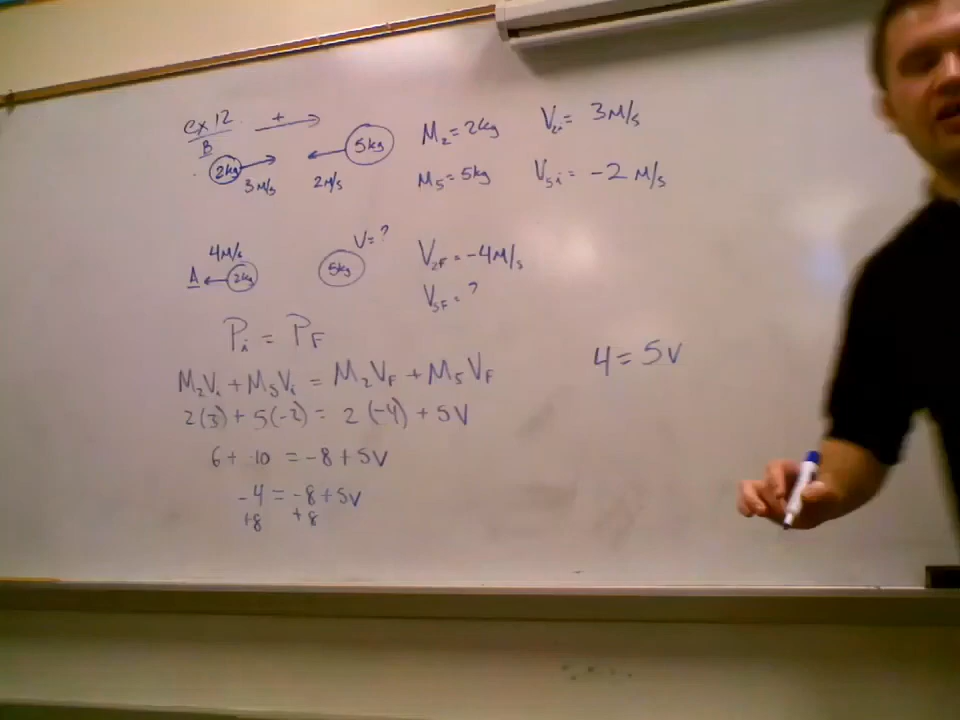 ex 12 +
B
2kg 5kg M2 = 2kg V2i = 3 M/s
3 M/s 2 M/s M5 = 5kg V5i = -2 M/s
4 M/s V=?
A 2kg 5kg V2F = -4 M/s
V5F = ?
Pi = PF
M2Vi + M5Vi = M2VF + M5VF
2(3) + 5(-2) = 2(-4) + 5V
6 + -10 = -8 + 5V
-4 = -8 + 5V
+8 +8
4 = 5V